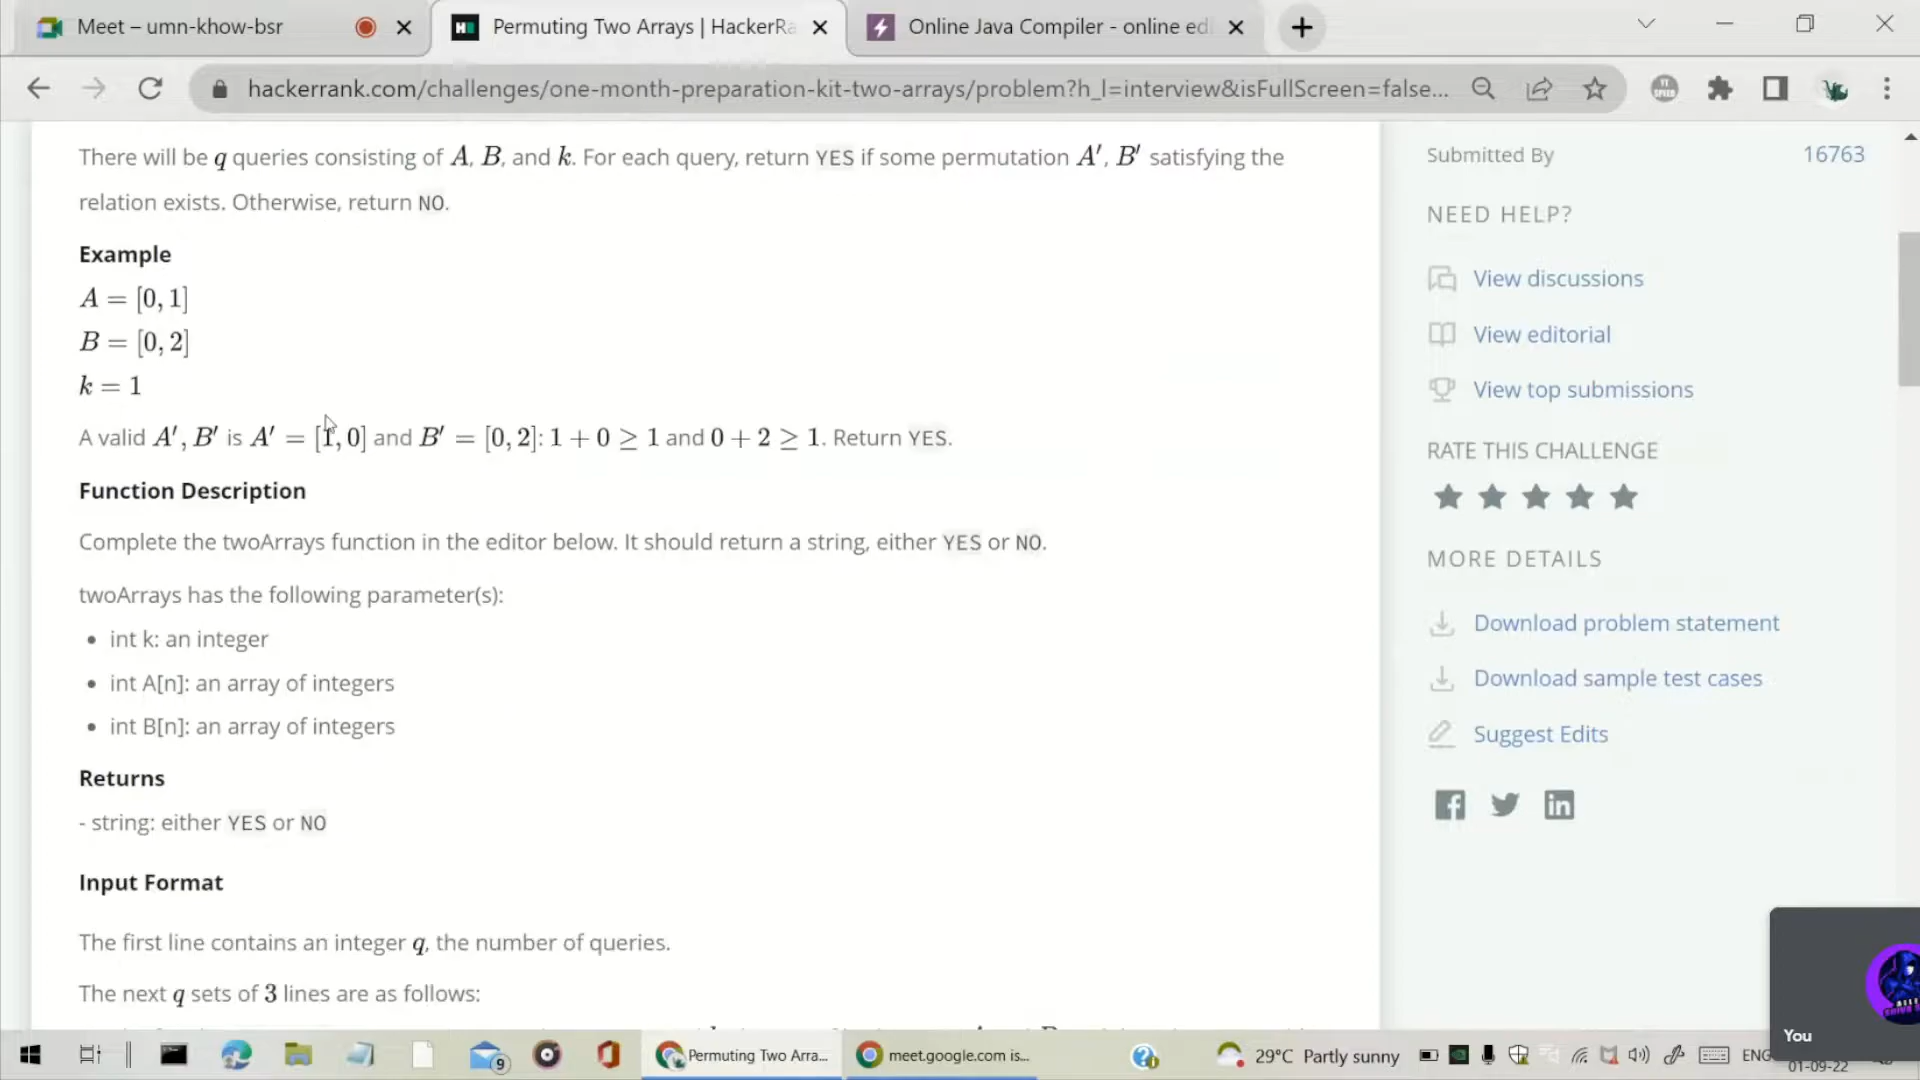 Meet – umn-khow-bsr
Permuting Two Arrays | HackerRa
Online Java Compiler - online edi
hackerrank.com/challenges/one-month-preparation-kit-two-arrays/problem?h_l=interview&isFullScreen=false...
There will be q queries consisting of A, B, and k. For each query, return YES if some permutation A′, B′ satisfying the
relation exists. Otherwise, return NO.
Example
A = [0, 1]
B = [0, 2]
k = 1
A valid A′, B′ is A′ = [1, 0] and B′ = [0, 2]: 1 + 0 ≥ 1 and 0 + 2 ≥ 1. Return YES.
Function Description
Complete the twoArrays function in the editor below. It should return a string, either YES or NO.
twoArrays has the following parameter(s):
• int k: an integer
• int A[n]: an array of integers
• int B[n]: an array of integers
Returns
- string: either YES or NO
Input Format
The first line contains an integer q, the number of queries.
The next q sets of 3 lines are as follows:
Submitted By 16763
NEED HELP?
View discussions
View editorial
View top submissions
RATE THIS CHALLENGE
MORE DETAILS
Download problem statement
Download sample test cases
Suggest Edits
You
9
Permuting Two Arra...
meet.google.com is...
29°C Partly sunny
ENG
01-09-22